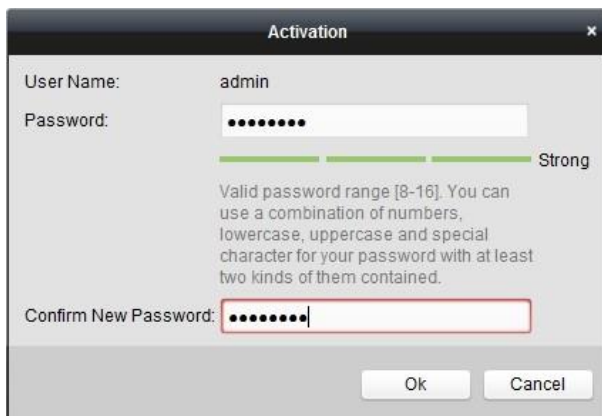 Activation
×
User Name: admin
Password: ••••••••
Strong
Valid password range [8-16]. You can
use a combination of numbers,
lowercase, uppercase and special
character for your password with at least
two kinds of them contained.
Confirm New Password: ••••••••
Ok Cancel